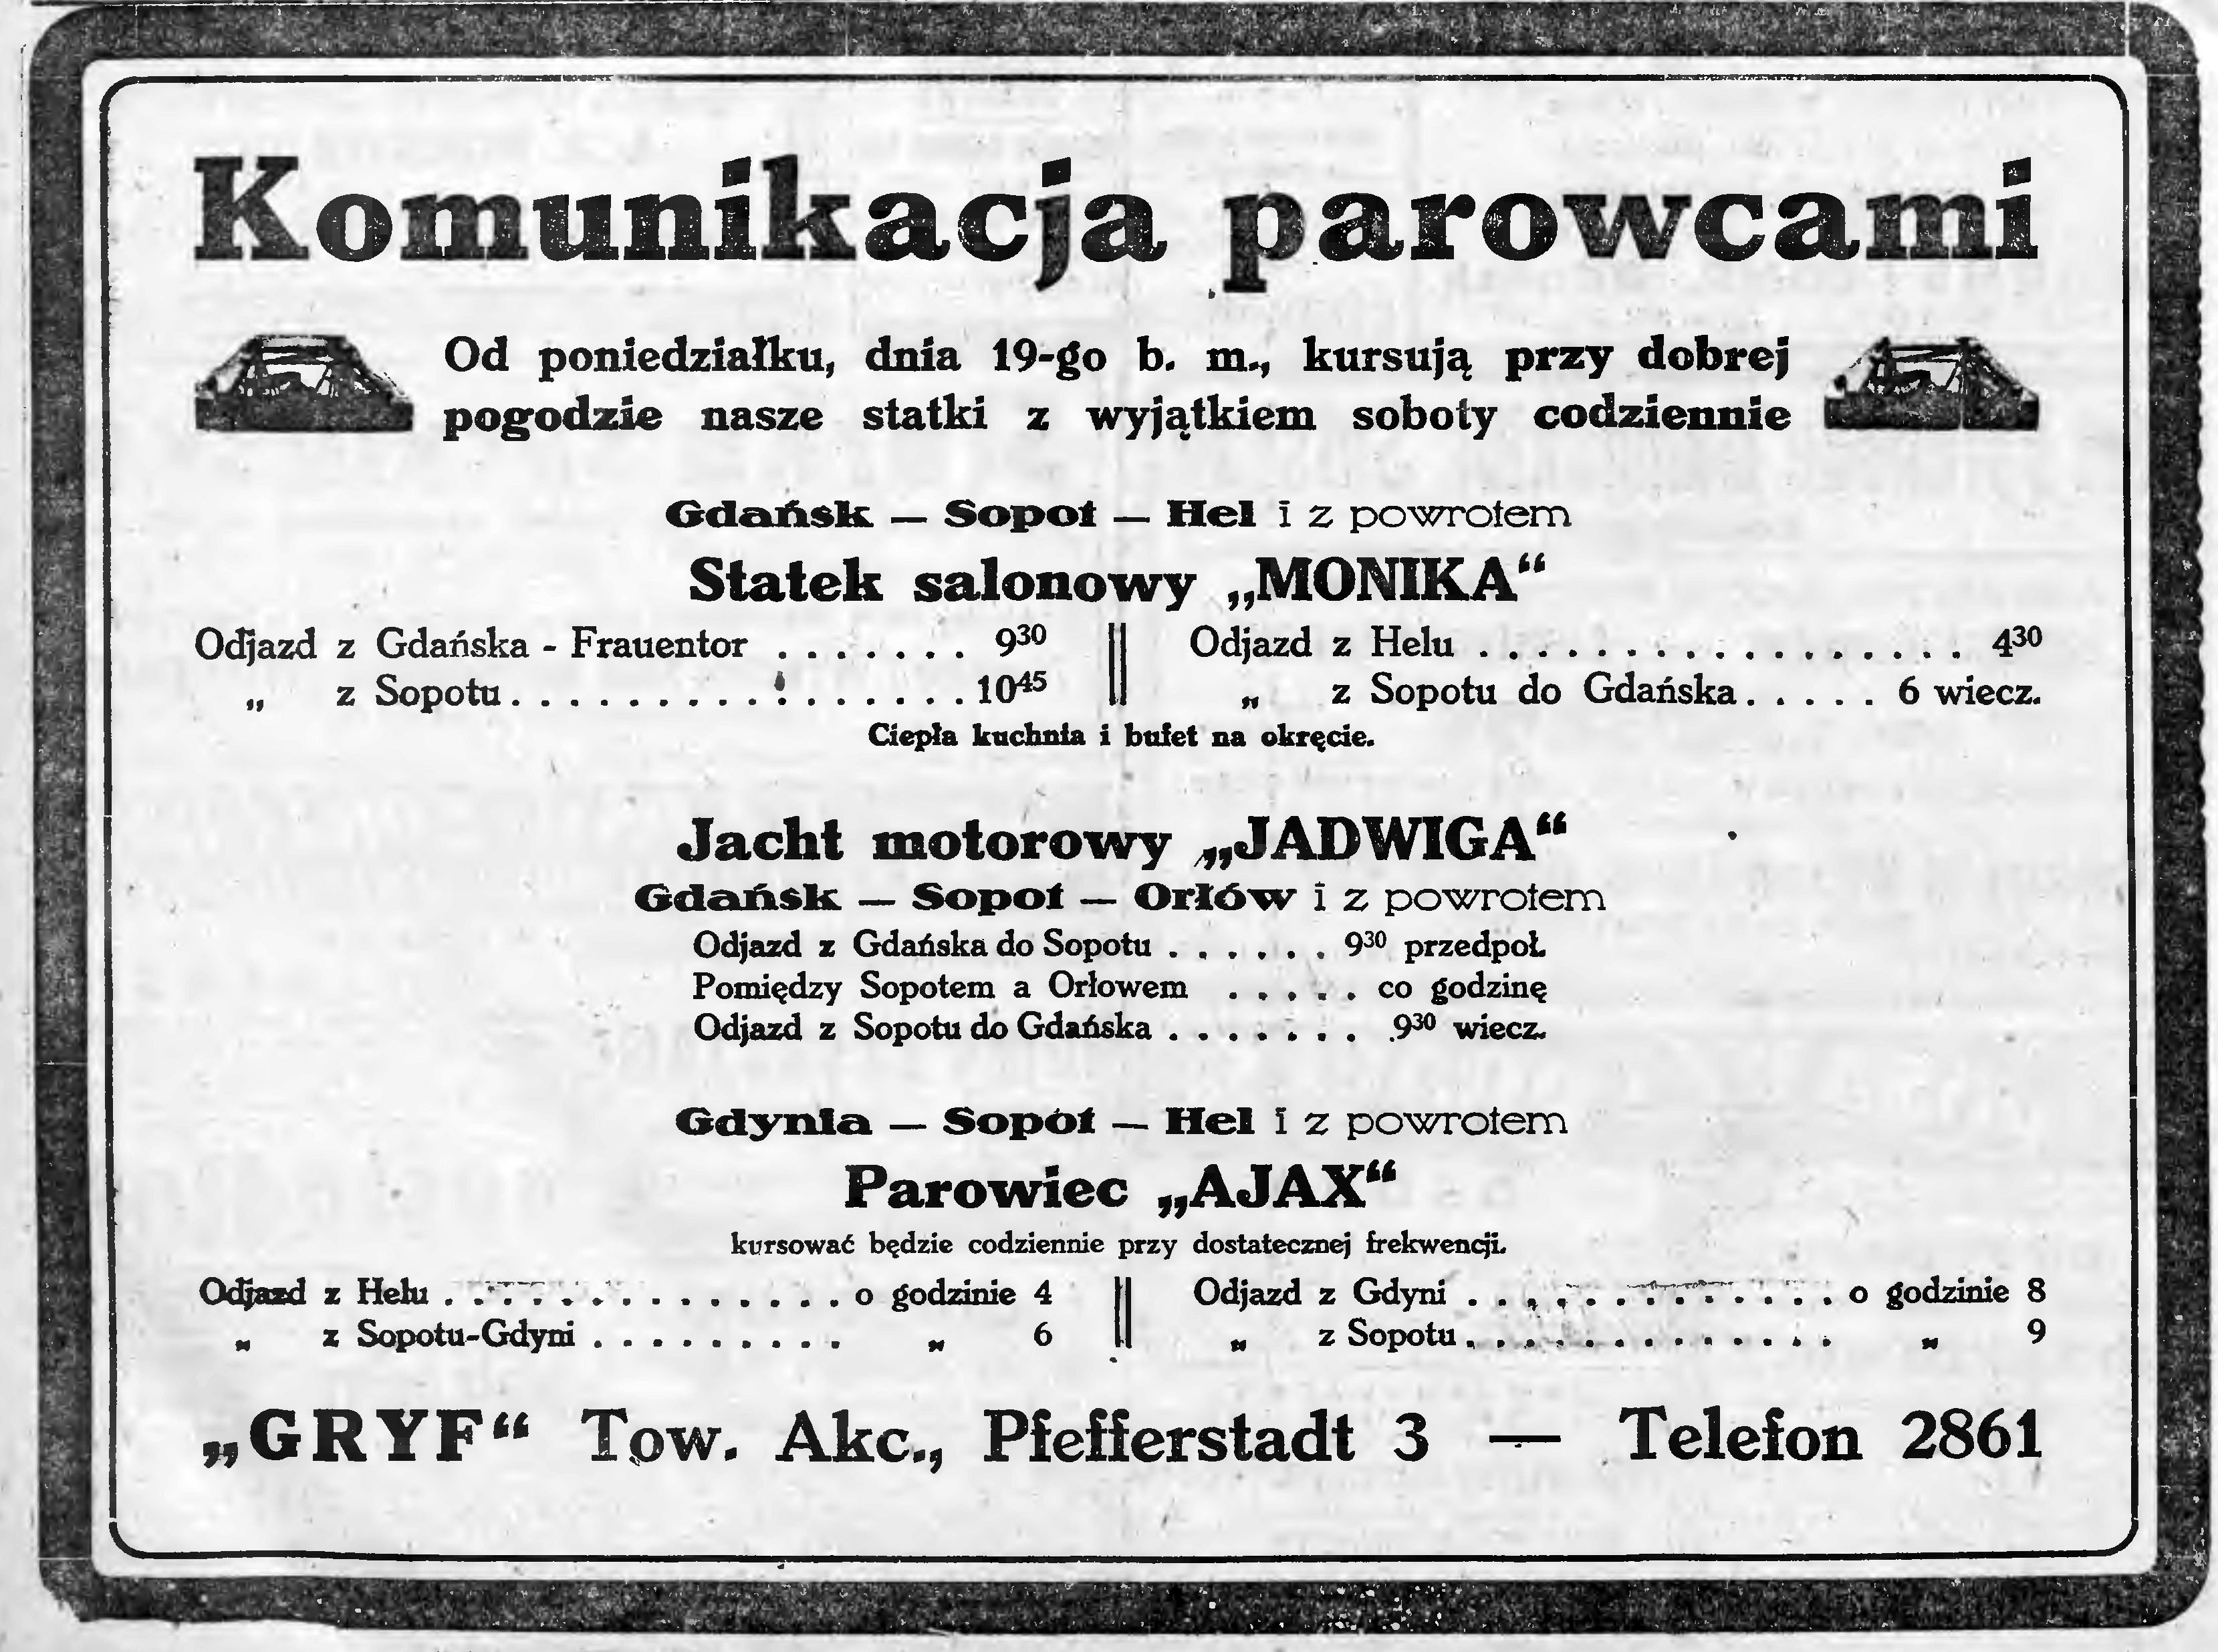 Komunikacja parowcami
Od poniedziałku, dnia 19-go b. m., kursują przy dobrej
pogodzie nasze statki z wyjątkiem soboty codziennie
Gdańsk — Sopot — Hel i z powrotem
Statek salonowy „MONIKA“
Odjazd z Gdańska - Frauentor . . . . . . . 9³⁰
„ z Sopotu . . . . . . . . . . . . . . . . 10⁴⁵
Odjazd z Helu . . . . . . . . . . . . . . . . . 4³⁰
„ z Sopotu do Gdańska . . . . . 6 wiecz.
Ciepła kuchnia i bufet na okręcie.
Jacht motorowy „JADWIGA“
Gdańsk — Sopot — Orłów i z powrotem
Odjazd z Gdańska do Sopotu . . . . . . 9³⁰ przedpoł.
Pomiędzy Sopotem a Orłowem . . . . . co godzinę
Odjazd z Sopotu do Gdańska . . . . . . . 9³⁰ wiecz.
Gdynia — Sopot — Hel i z powrotem
Parowiec „AJAX“
kursować będzie codziennie przy dostatecznej frekwencji.
Odjazd z Helu . . . . . . . . . . . . . . o godzinie 4
„ z Sopotu-Gdyni . . . . . . . . . „ 6
Odjazd z Gdyni . . . . . . . . . . . . . o godzinie 8
„ z Sopotu . . . . . . . . . . . . . „ 9
„GRYF“ Tow. Akc., Pfefferstadt 3 — Telefon 2861